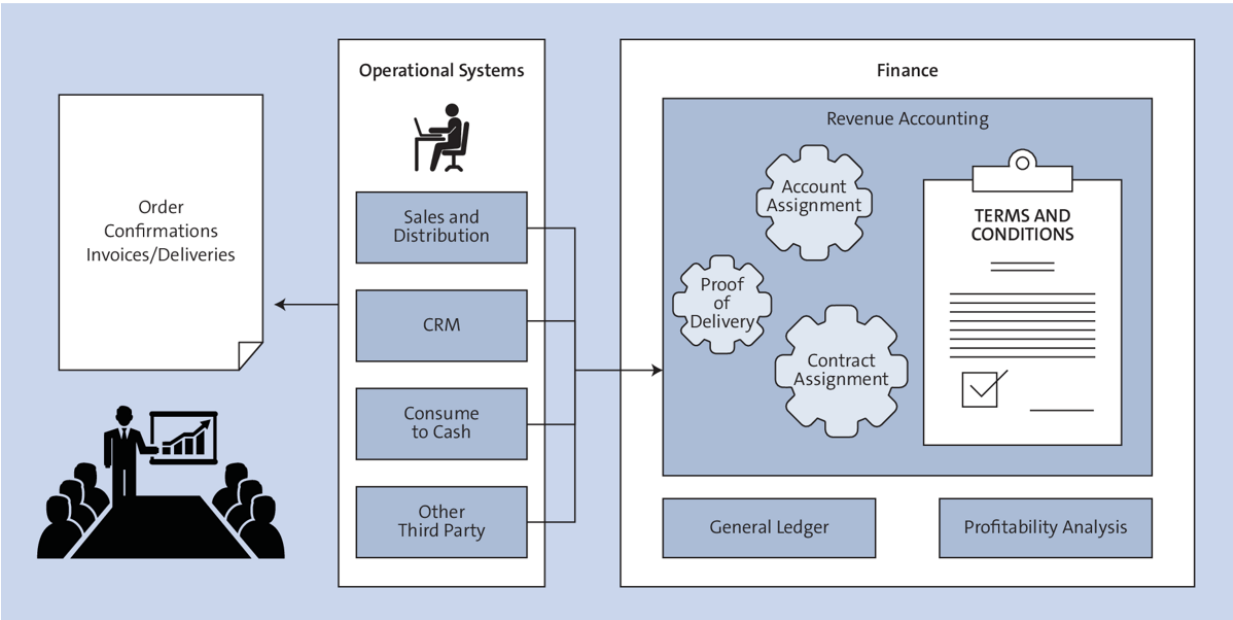 Order
Confirmations
Invoices/Deliveries
Operational Systems
Sales and
Distribution
CRM
Consume
to Cash
Other
Third Party
Finance
Revenue Accounting
Account
Assignment
Proof
of
Delivery
Contract
Assignment
TERMS AND
CONDITIONS
General Ledger
Profitability Analysis